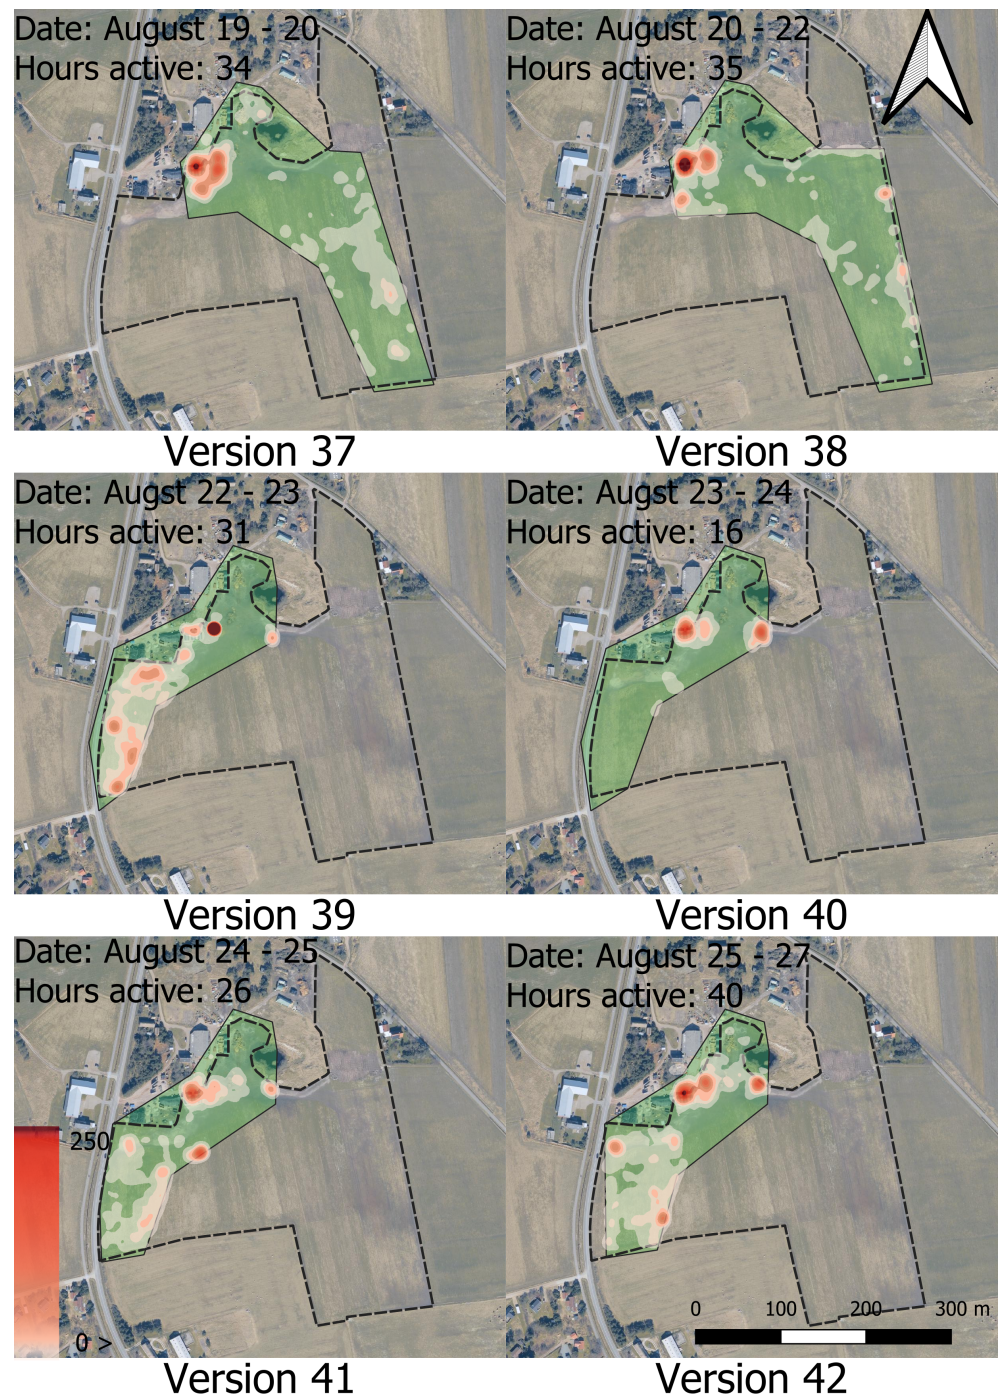 Date: August 19 - 20
Hours active: 34
Date: August 20 - 22
Hours active: 35
Version 37
Version 38
Date: Augst 22 - 23
Hours active: 31
Date: Augst 23 - 24
Hours active: 16
Version 39
Version 40
Date: August 24 - 25
Hours active: 26
Date: August 25 - 27
Hours active: 40
250
0 >
0 100 200 300 m
Version 41
Version 42